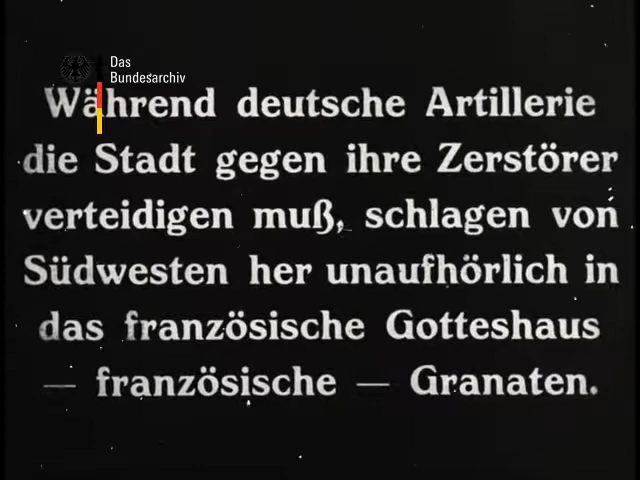 Das
Bundesarchiv
Während deutsche Artillerie
die Stadt gegen ihre Zerstörer
verteidigen muß, schlagen von
Südwesten her unaufhörlich in
das französische Gotteshaus
— französische — Granaten.